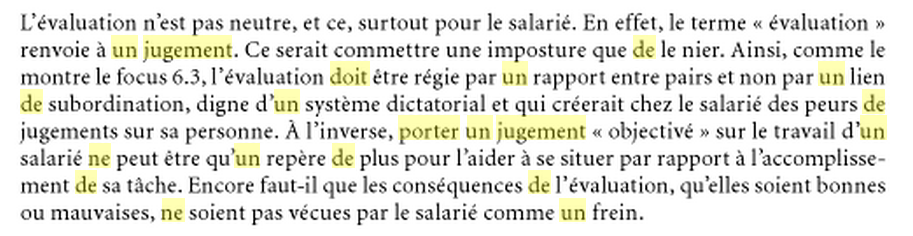 L’évaluation n’est pas neutre, et ce, surtout pour le salarié. En effet, le terme « évaluation »
renvoie à un jugement. Ce serait commettre une imposture que de le nier. Ainsi, comme le
montre le focus 6.3, l’évaluation doit être régie par un rapport entre pairs et non par un lien
de subordination, digne d’un système dictatorial et qui créerait chez le salarié des peurs de
jugements sur sa personne. À l’inverse, porter un jugement « objectivé » sur le travail d’un
salarié ne peut être qu’un repère de plus pour l’aider à se situer par rapport à l’accomplisse-
ment de sa tâche. Encore faut-il que les conséquences de l’évaluation, qu’elles soient bonnes
ou mauvaises, ne soient pas vécues par le salarié comme un frein.